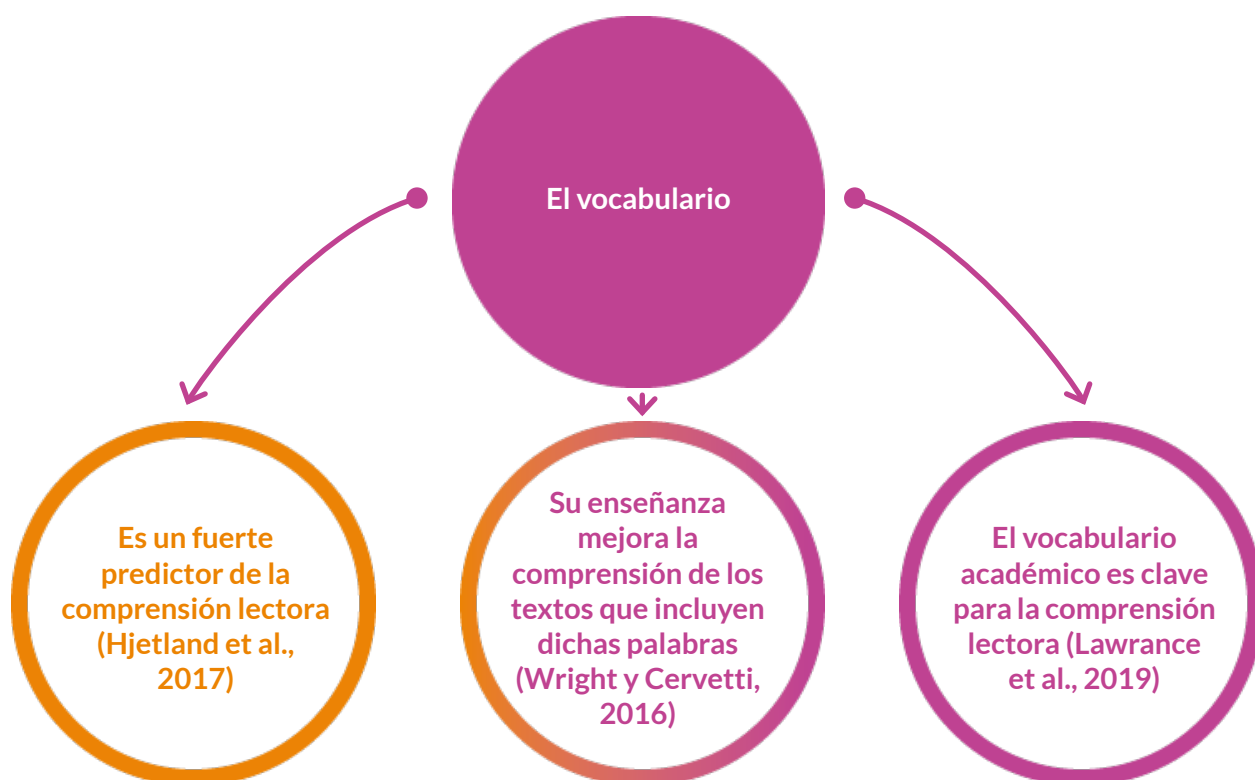 El vocabulario
Es un fuerte
predictor de la
comprensión lectora
(Hjetland et al.,
2017)
Su enseñanza
mejora la
comprensión de los
textos que incluyen
dichas palabras
(Wright y Cervetti,
2016)
El vocabulario
académico es clave
para la comprensión
lectora (Lawrance
et al., 2019)